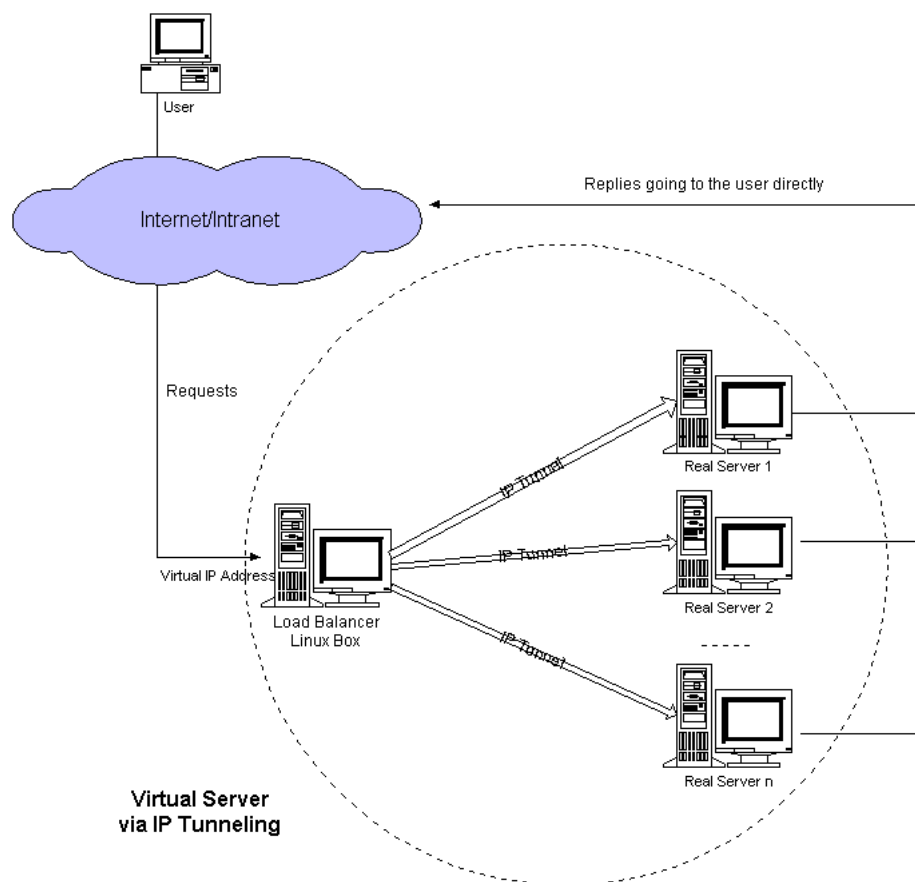 User
Internet/Intranet
Replies going to the user directly
Requests
Real Server 1
IP Tunnel
Virtual IP Address
IP Tunnel
Real Server 2
Load Balancer
Linux Box
IP Tunnel
Real Server n
Virtual Server
via IP Tunneling